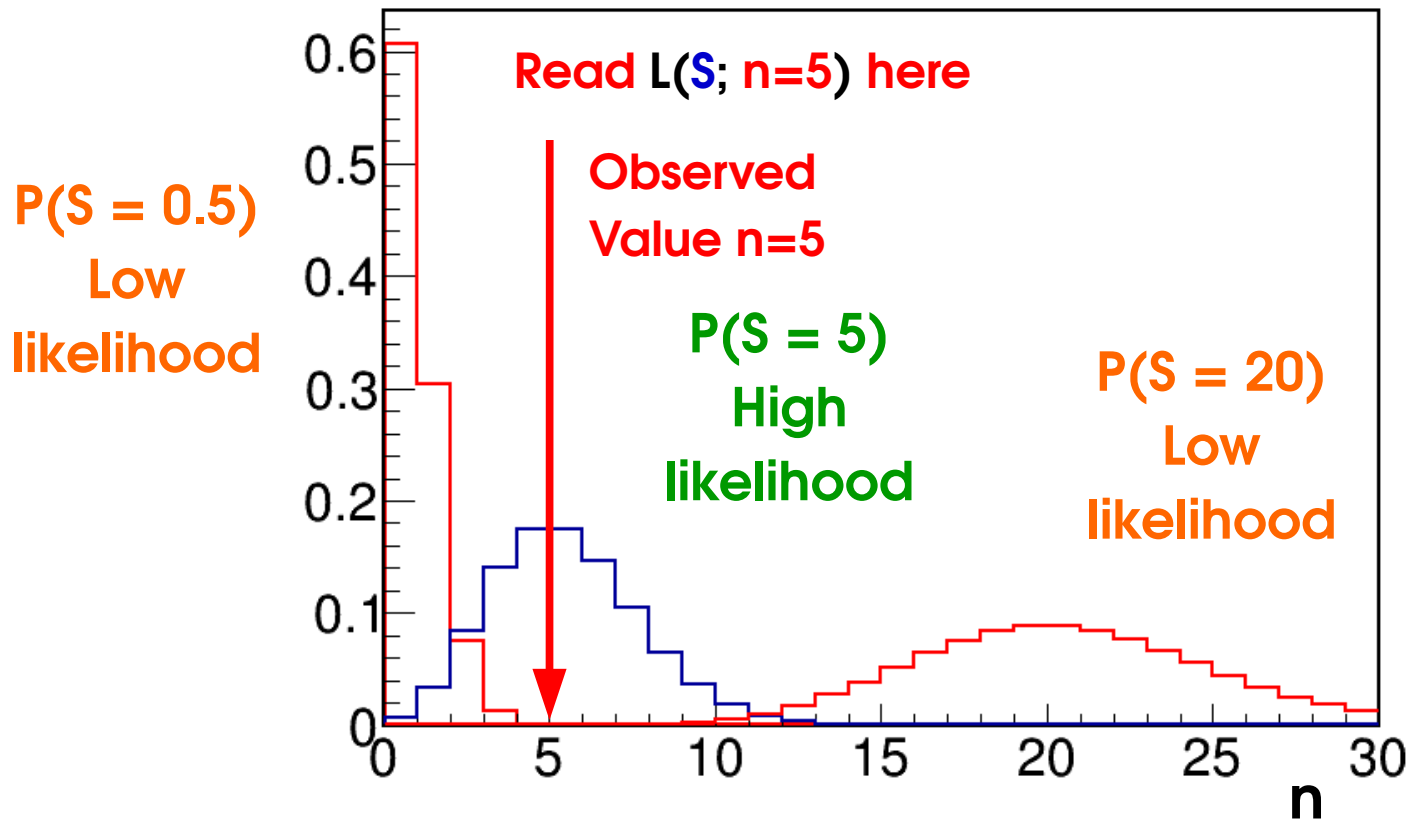 Read L(S; n=5) here
Observed
Value n=5
P(S = 0.5)
Low
likelihood
P(S = 5)
High
likelihood
P(S = 20)
Low
likelihood
0.6
0.5
0.4
0.3
0.2
0.1
0
0 5 10 15 20 25 30
n